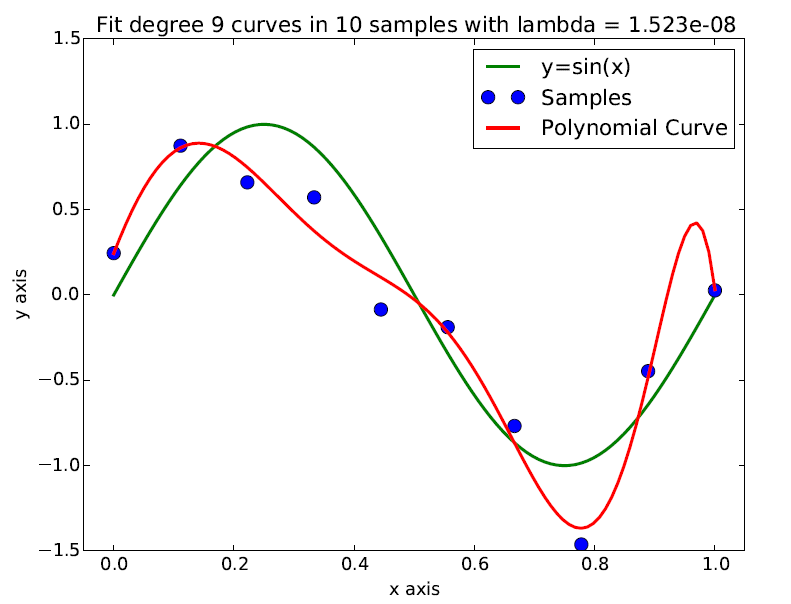 Fit degree 9 curves in 10 samples with lambda = 1.523e-08
y=sin(x)
Samples
Polynomial Curve
1.5
1.0
0.5
0.0
−0.5
−1.0
−1.5
y axis
0.0 0.2 0.4 0.6 0.8 1.0
x axis